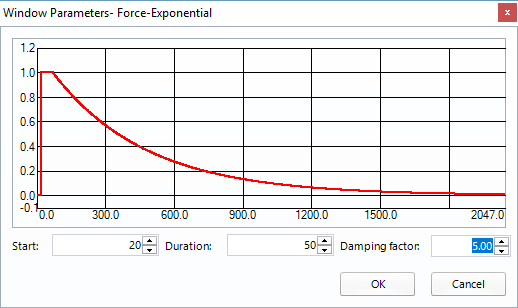 Window Parameters- Force-Exponential
x
1.2
1.0
0.8
0.6
0.4
0.2
0.0
-0.1
0.0 300.0 600.0 900.0 1200.0 1500.0 2047.0
Start: 20 Duration: 50 Damping factor: 5.00
OK Cancel